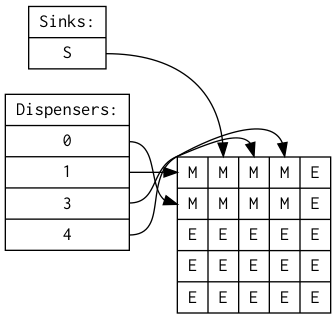 Sinks:
S
Dispensers:
0
1
3
4
M M M M E
M M M M E
E E E E E
E E E E E
E E E E E